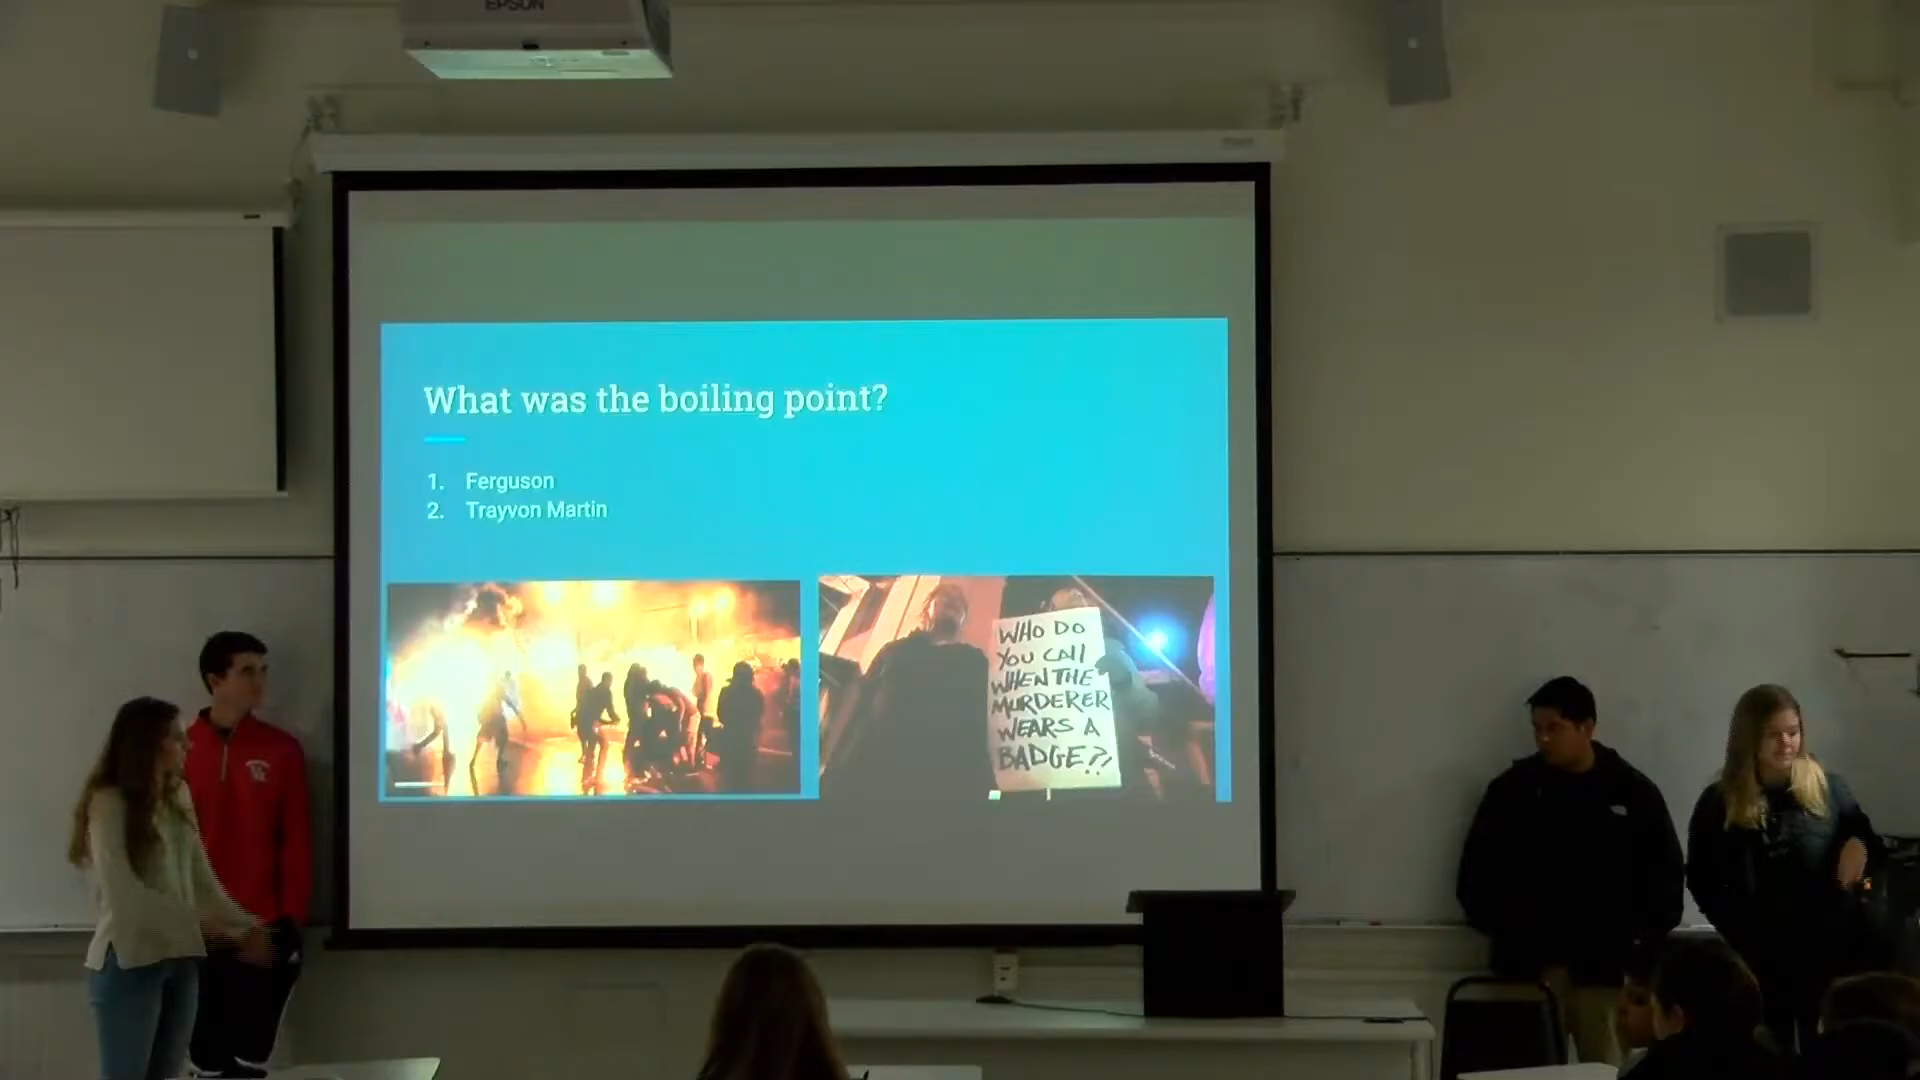 EPSON
What was the boiling point?
1. Ferguson
2. Trayvon Martin
WHO DO
YOU CALL
WHEN THE
MURDERER
WEARS A
BADGE??